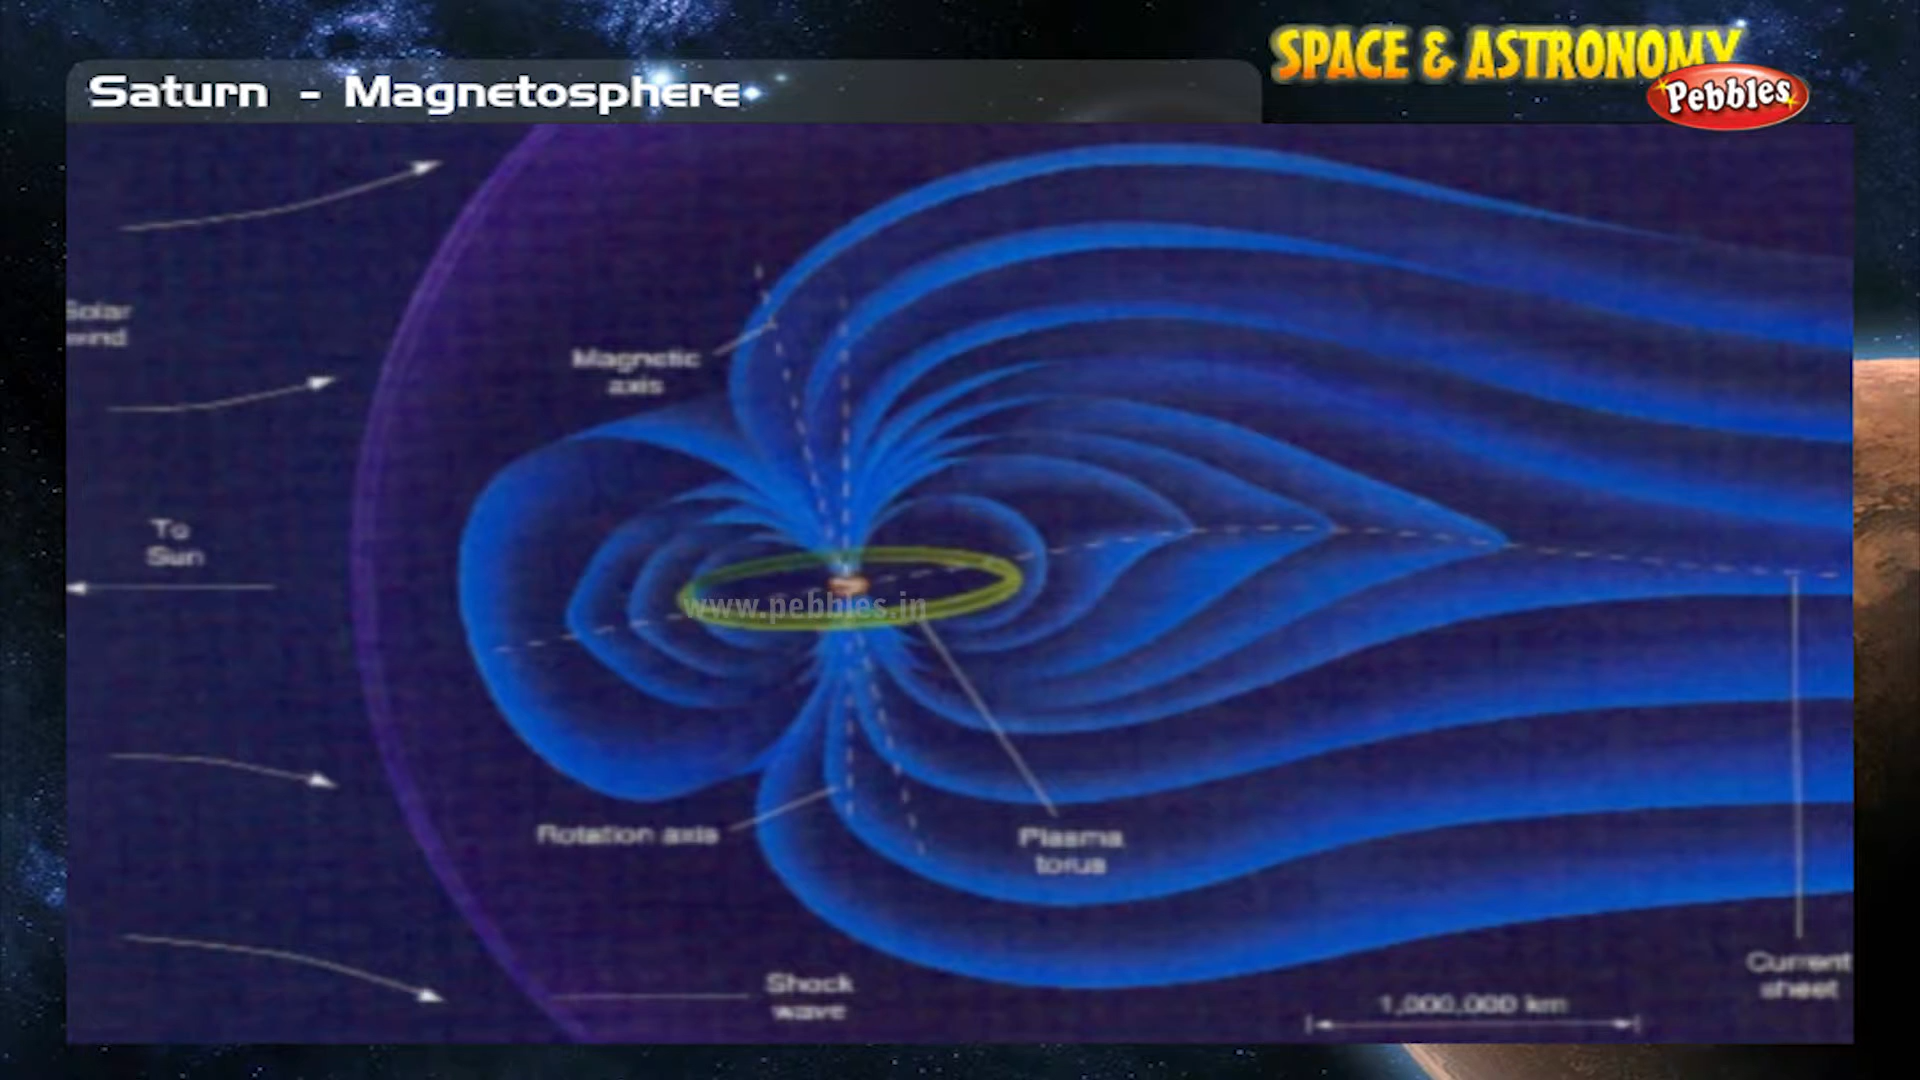 SPACE & ASTRONOMY
Pebbles
Saturn - Magnetosphere
Solar
wind
Magnetic
axis
To
Sun
www.pebbles.in
Rotation axis
Plasma
torus
Shock
wave
Current
sheet
1,000,000 km